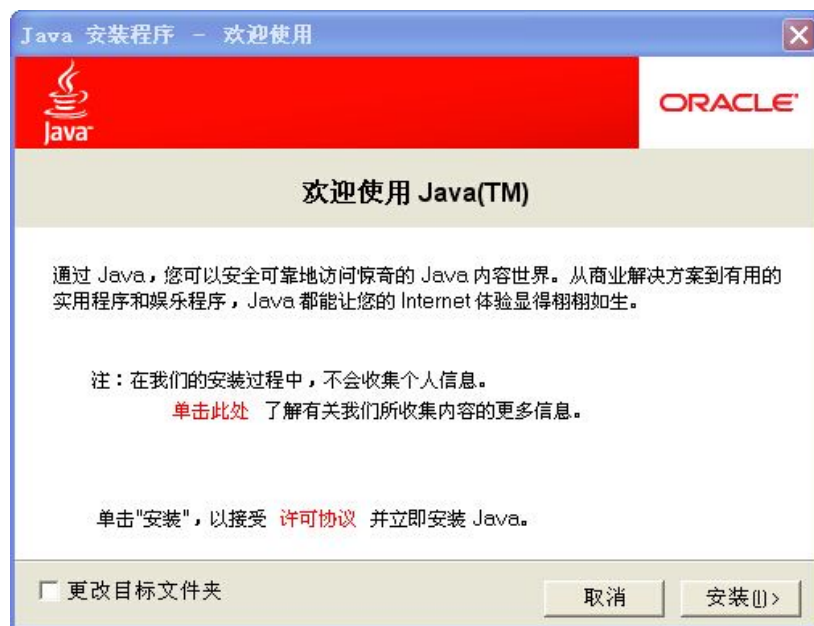 Java 安装程序 - 欢迎使用
Java™
ORACLE®
欢迎使用 Java(TM)
通过 Java，您可以安全可靠地访问惊奇的 Java 内容世界。从商业解决方案到有用的
实用程序和娱乐程序，Java 都能让您的 Internet 体验显得栩栩如生。
注：在我们的安装过程中，不会收集个人信息。
单击此处 了解有关我们所收集内容的更多信息。
单击"安装"，以接受 许可协议 并立即安装 Java。
更改目标文件夹
取消
安装(I)>